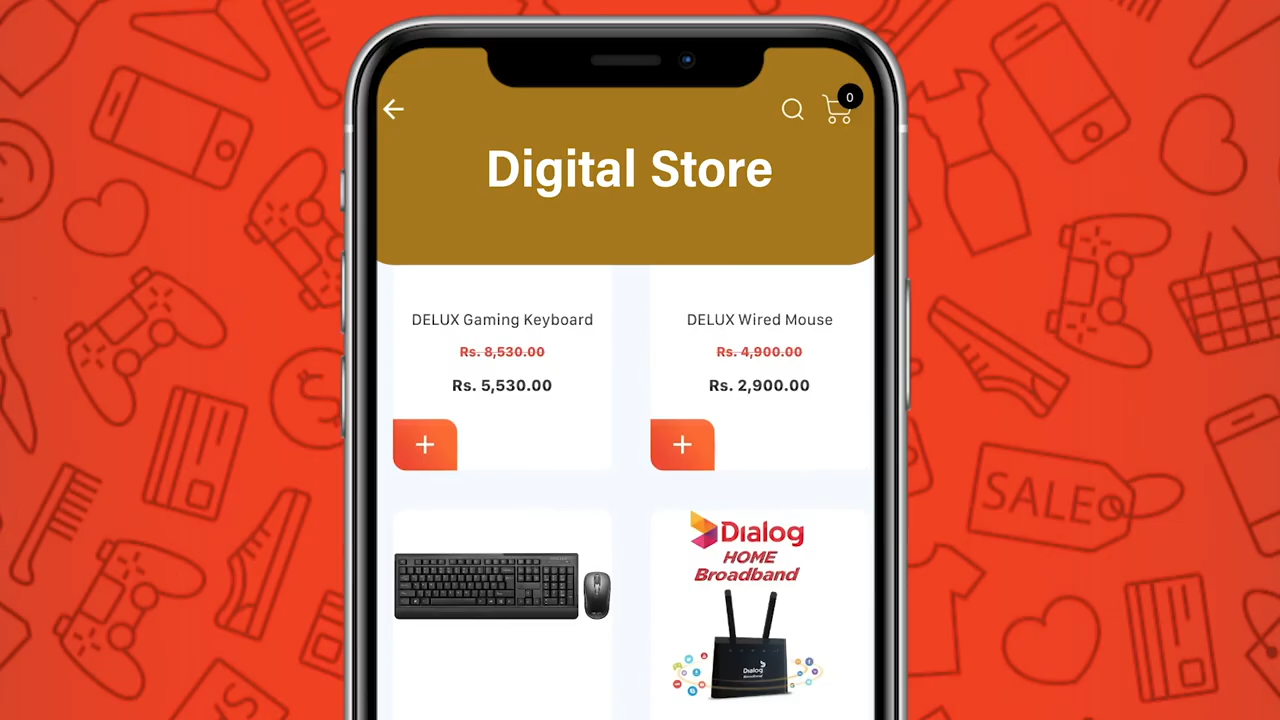 0
Digital Store
DELUX Gaming Keyboard
Rs. 8,530.00
Rs. 5,530.00
DELUX Wired Mouse
Rs. 4,900.00
Rs. 2,900.00
Dialog
HOME
Broadband
Dialog
SALE